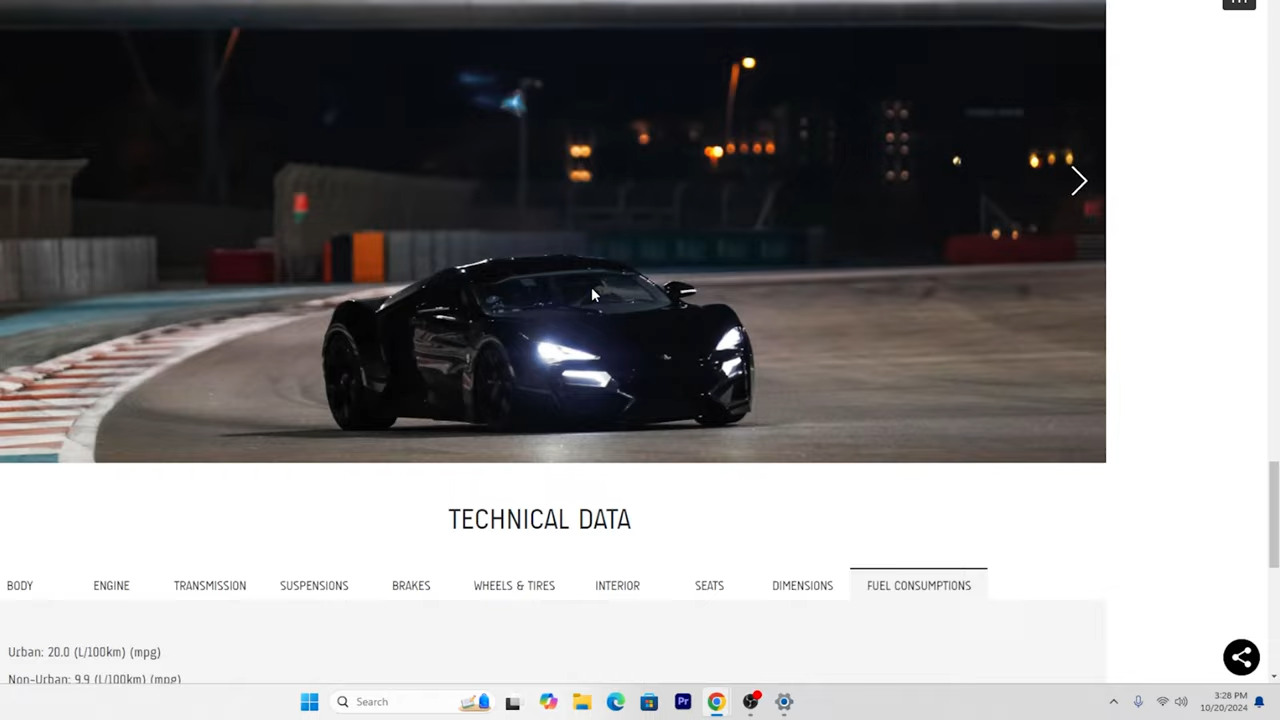 TECHNICAL DATA
BODY
ENGINE
TRANSMISSION
SUSPENSIONS
BRAKES
WHEELS & TIRES
INTERIOR
SEATS
DIMENSIONS
FUEL CONSUMPTIONS
Urban: 20.0 (L/100km) (mpg)
Non-Urban: 9.9 (L/100km) (mpg)
Search
Pr
3:28 PM
10/20/2024